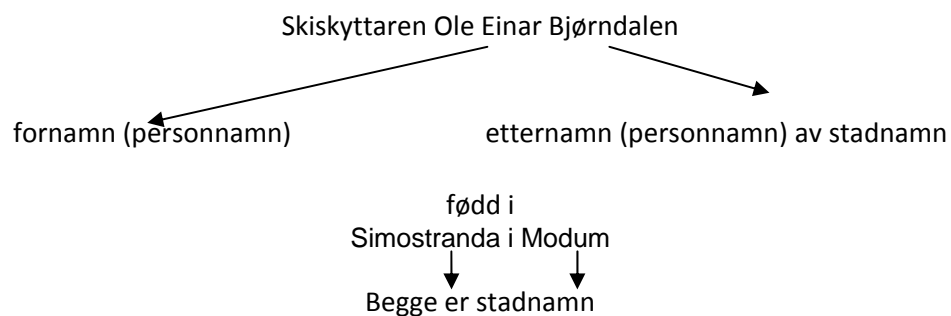 Skiskyttaren Ole Einar Bjørndalen
fornamn (personnamn)
etternamn (personnamn) av stadnamn
fødd i
Simostranda i Modum
Begge er stadnamn